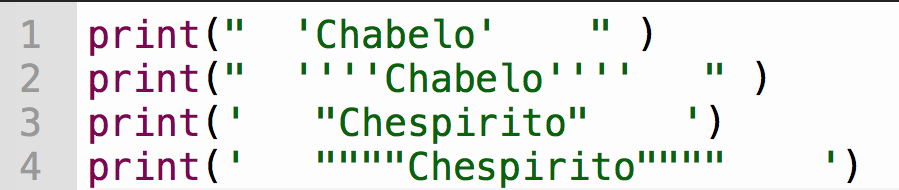 1 print("  'Chabelo'    " )
2 print("  ''''Chabelo''''   " )
3 print('   "Chespirito"    ')
4 print('   """"Chespirito""""    ')